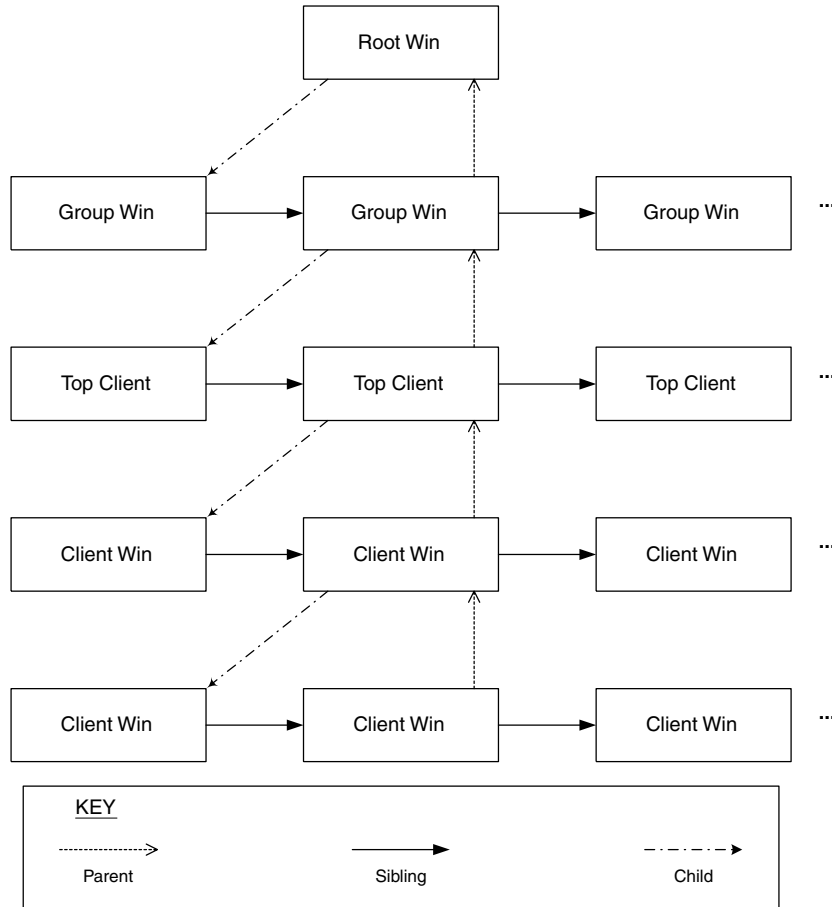 Root Win
Group Win Group Win Group Win ...
Top Client Top Client Top Client ...
Client Win Client Win Client Win ...
Client Win Client Win Client Win ...
KEY
Parent Sibling Child